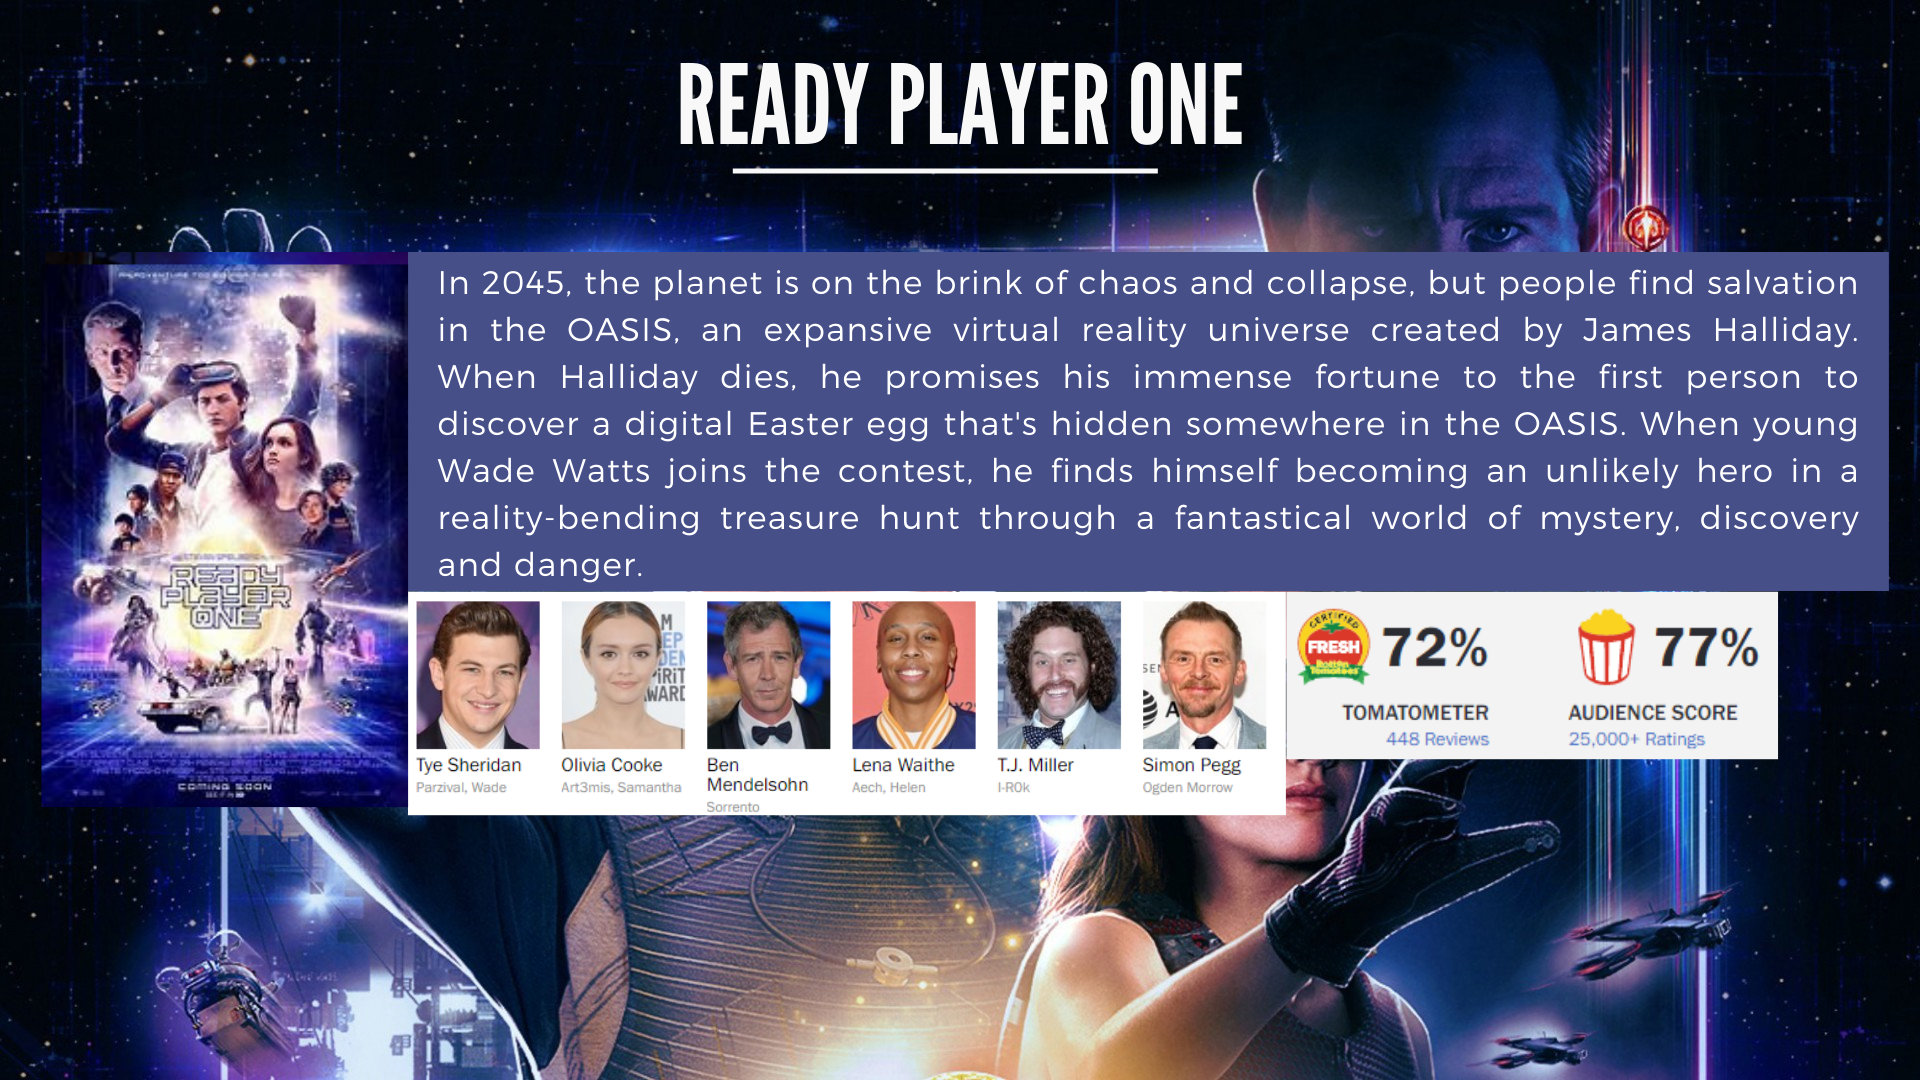 READY PLAYER ONE
In 2045, the planet is on the brink of chaos and collapse, but people find salvation
in the OASIS, an expansive virtual reality universe created by James Halliday.
When Halliday dies, he promises his immense fortune to the first person to
discover a digital Easter egg that's hidden somewhere in the OASIS. When young
Wade Watts joins the contest, he finds himself becoming an unlikely hero in a
reality-bending treasure hunt through a fantastical world of mystery, discovery
and danger.
READY
PLAYER
ONE
COMING SOON
Tye Sheridan
Parzival, Wade
Olivia Cooke
Art3mis, Samantha
Ben
Mendelsohn
Sorrento
Lena Waithe
Aech, Helen
T.J. Miller
I-R0k
Simon Pegg
Ogden Morrow
CERTIFIED
FRESH
Rotten
Tomatoes
72%
TOMATOMETER
448 Reviews
77%
AUDIENCE SCORE
25,000+ Ratings